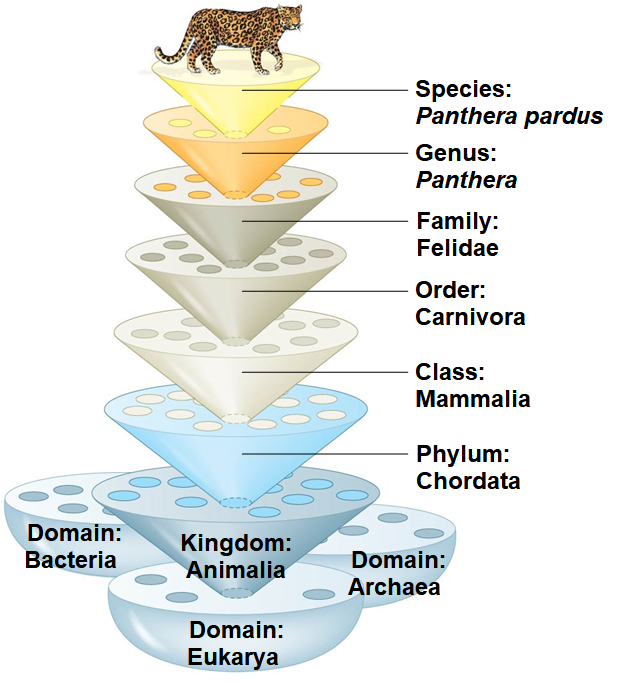 Species:
Panthera pardus
Genus:
Panthera
Family:
Felidae
Order:
Carnivora
Class:
Mammalia
Phylum:
Chordata
Domain:
Bacteria
Kingdom:
Animalia
Domain:
Archaea
Domain:
Eukarya